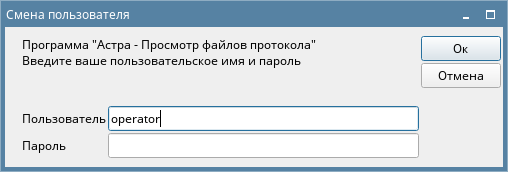 Смена пользователя
Программа "Астра - Просмотр файлов протокола"
Введите ваше пользовательское имя и пароль
Ок
Отмена
Пользователь operator
Пароль